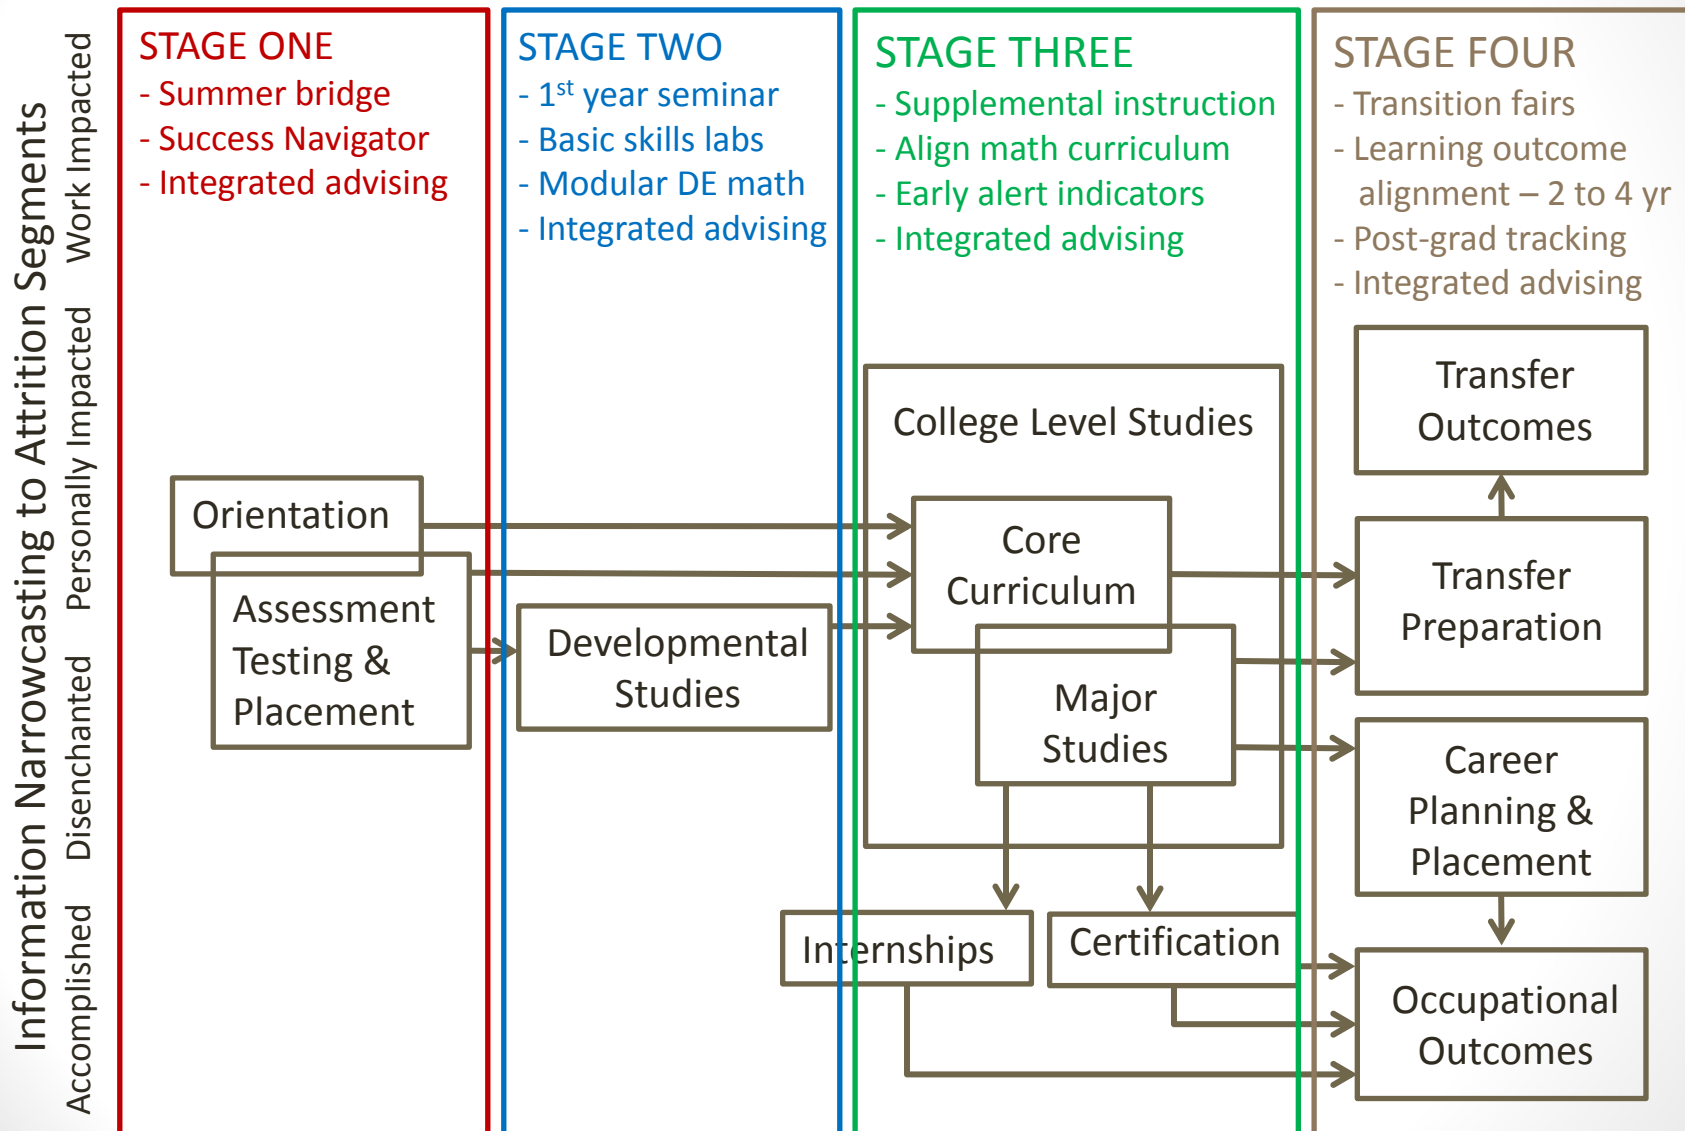 Information Narrowcasting to Attrition Segments
Work Impacted
Personally Impacted
Disenchanted
Accomplished
STAGE ONE
- Summer bridge
- Success Navigator
- Integrated advising
STAGE TWO
- 1st year seminar
- Basic skills labs
- Modular DE math
- Integrated advising
STAGE THREE
- Supplemental instruction
- Align math curriculum
- Early alert indicators
- Integrated advising
STAGE FOUR
- Transition fairs
- Learning outcome
alignment – 2 to 4 yr
- Post-grad tracking
- Integrated advising
Orientation
Assessment
Testing &
Placement
Developmental
Studies
College Level Studies
Core
Curriculum
Major
Studies
Internships
Certification
Transfer
Outcomes
Transfer
Preparation
Career
Planning &
Placement
Occupational
Outcomes